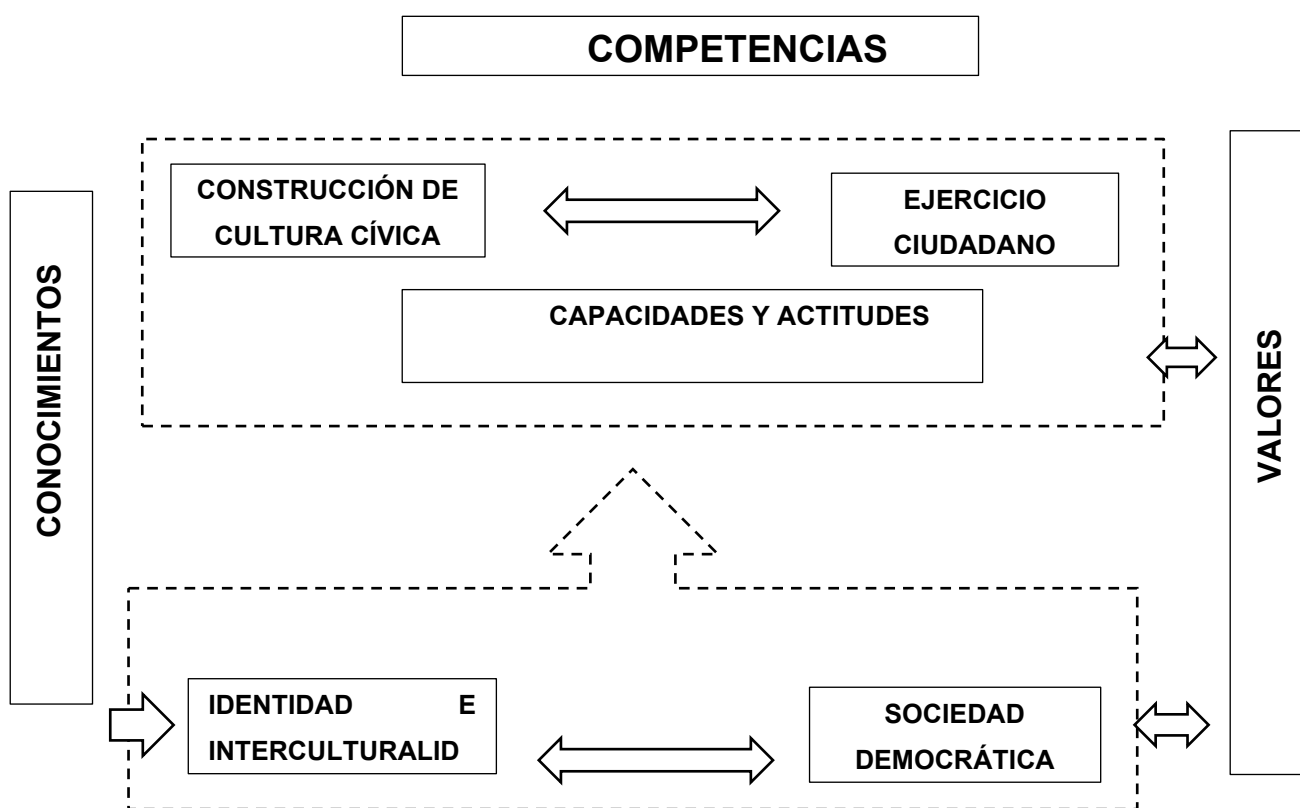 COMPETENCIAS
CONSTRUCCIÓN DE
CULTURA CÍVICA
EJERCICIO
CIUDADANO
CAPACIDADES Y ACTITUDES
CONOCIMIENTOS
VALORES
IDENTIDAD E
INTERCULTURALID
SOCIEDAD
DEMOCRÁTICA